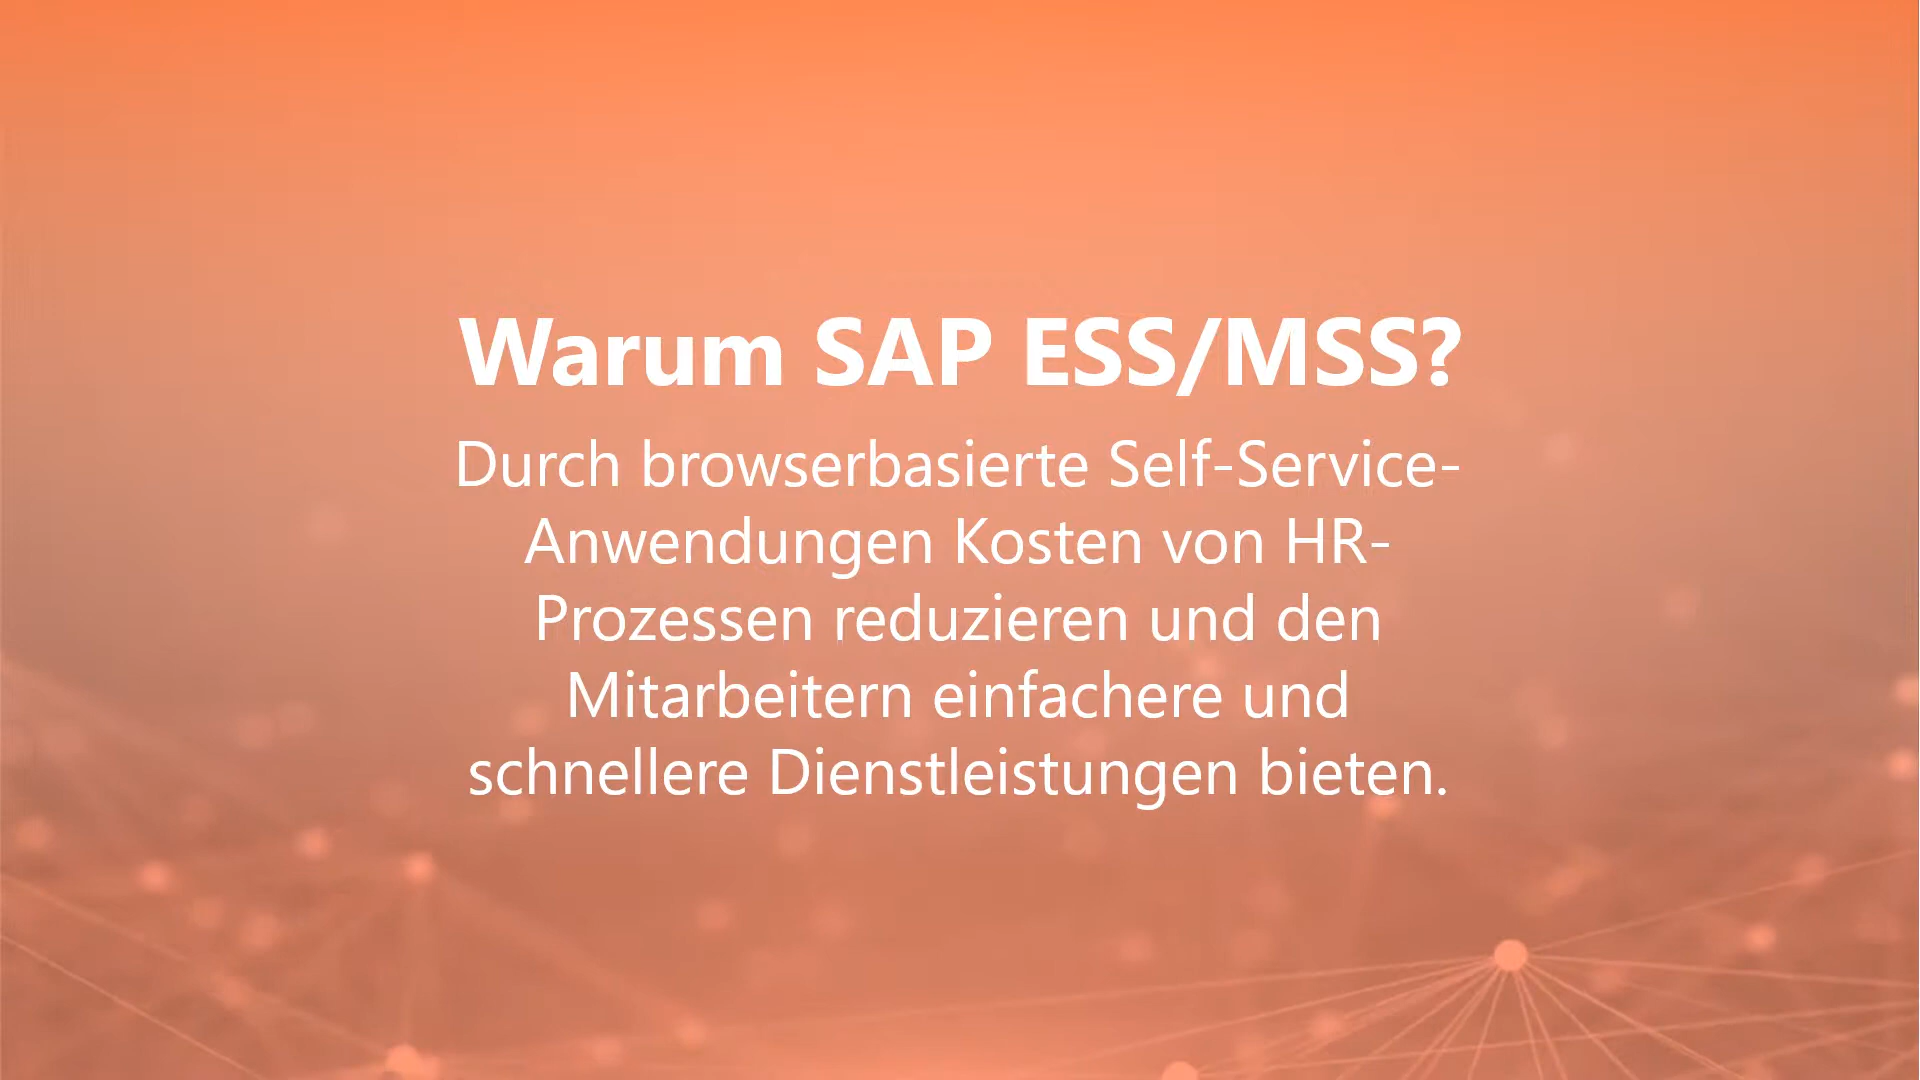 Warum SAP ESS/MSS?
Durch browserbasierte Self-Service-
Anwendungen Kosten von HR-
Prozessen reduzieren und den
Mitarbeitern einfachere und
schnellere Dienstleistungen bieten.